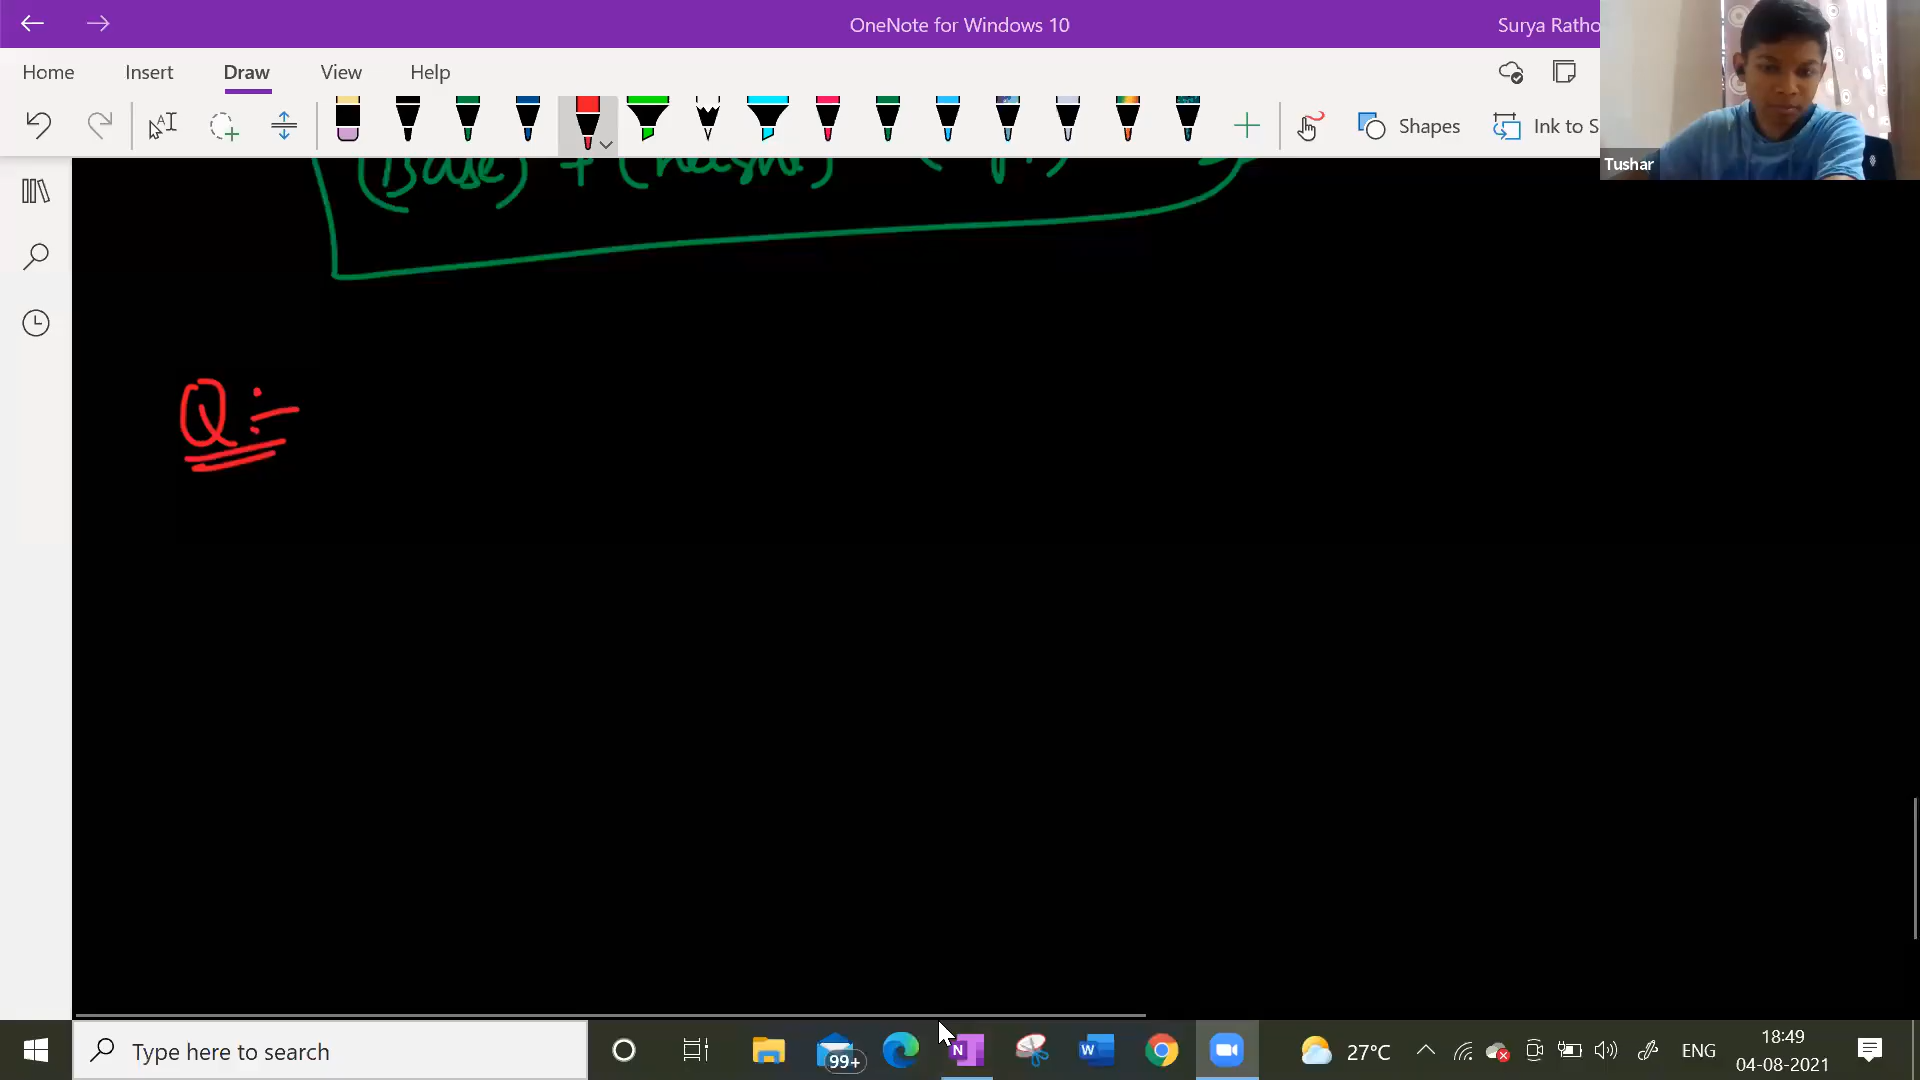 OneNote for Windows 10
Surya Ratho
Home Insert Draw View Help
Shapes Ink to S
Tushar
(Base) + (
Q :-
Type here to search
99+
N
W
27°C
ENG
18:49
04-08-2021